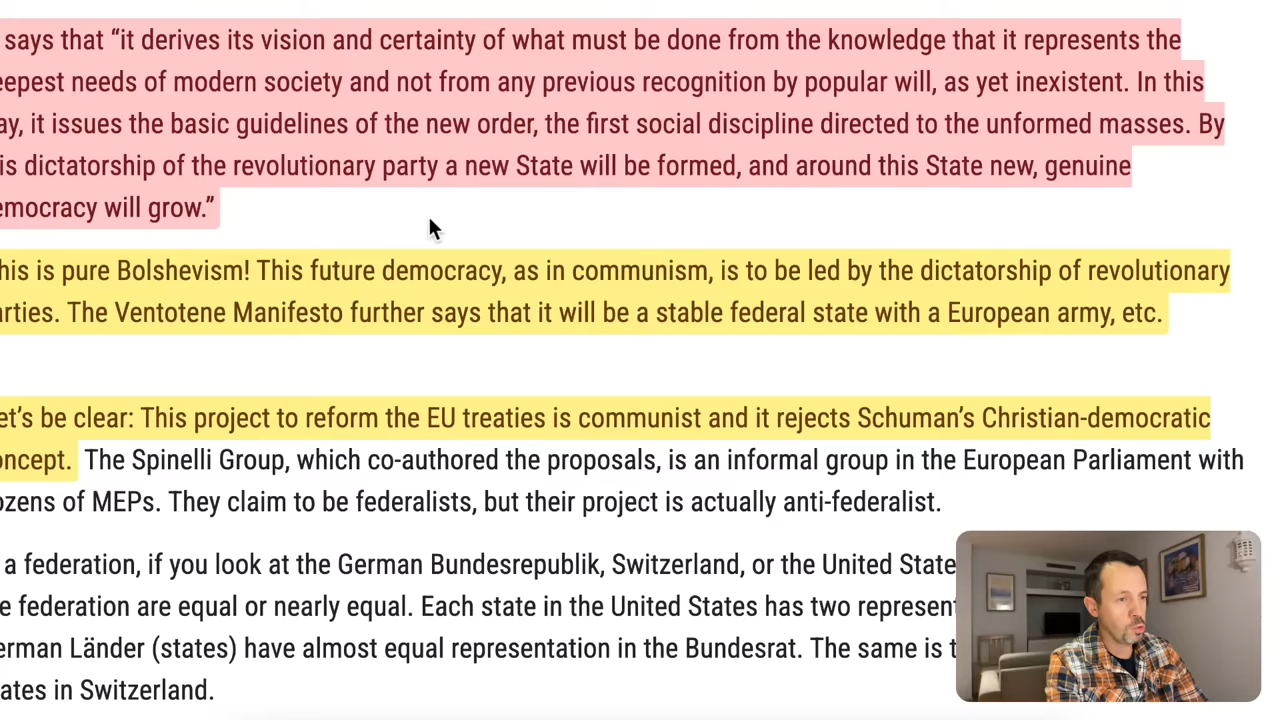 says that “it derives its vision and certainty of what must be done from the knowledge that it represents the
eepest needs of modern society and not from any previous recognition by popular will, as yet inexistent. In this
ay, it issues the basic guidelines of the new order, the first social discipline directed to the unformed masses. By
is dictatorship of the revolutionary party a new State will be formed, and around this State new, genuine
emocracy will grow.”
his is pure Bolshevism! This future democracy, as in communism, is to be led by the dictatorship of revolutionary
arties. The Ventotene Manifesto further says that it will be a stable federal state with a European army, etc.
et’s be clear: This project to reform the EU treaties is communist and it rejects Schuman’s Christian-democratic
oncept. The Spinelli Group, which co-authored the proposals, is an informal group in the European Parliament with
ozens of MEPs. They claim to be federalists, but their project is actually anti-federalist.
a federation, if you look at the German Bundesrepublik, Switzerland, or the United State
e federation are equal or nearly equal. Each state in the United States has two represent
erman Länder (states) have almost equal representation in the Bundesrat. The same is t
ates in Switzerland.